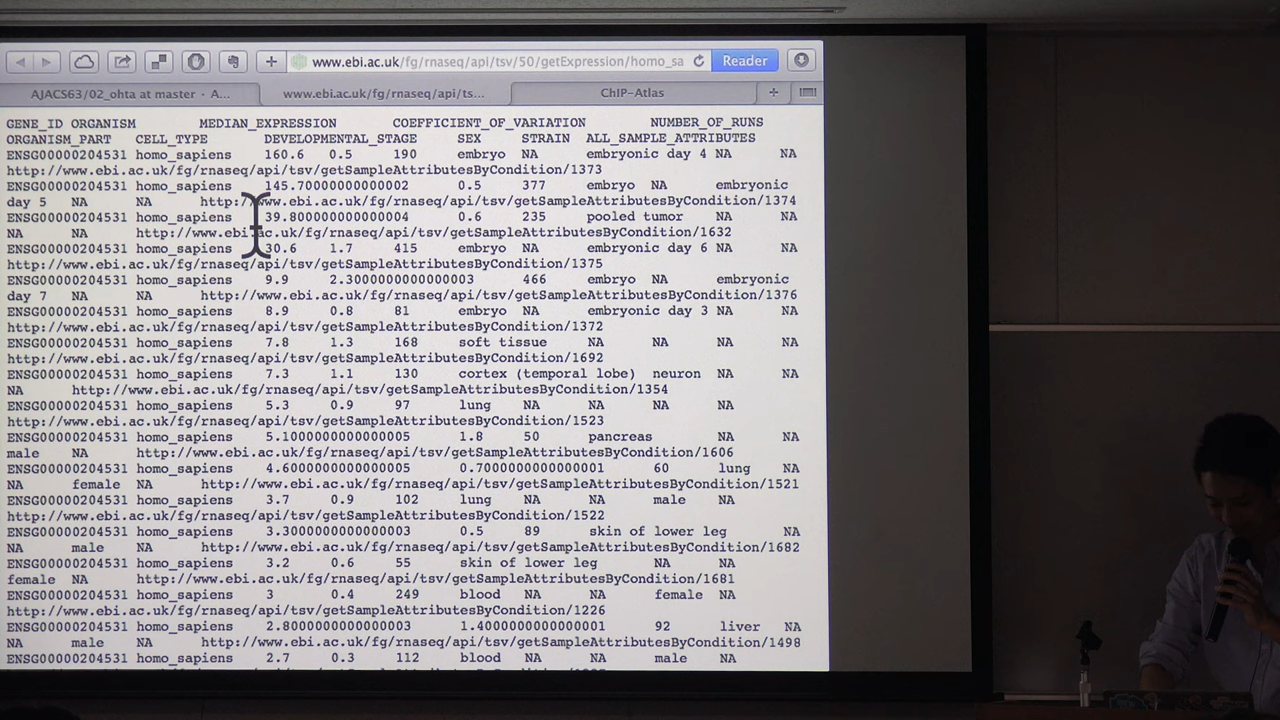 www.ebi.ac.uk/fg/rnaseq/api/tsv/50/getExpression/homo_sa
Reader
AJACS63/02_ohta at master · A...
www.ebi.ac.uk/fg/rnaseq/api/ts...
ChIP-Atlas
GENE_ID ORGANISM MEDIAN_EXPRESSION COEFFICIENT_OF_VARIATION NUMBER_OF_RUNS
ORGANISM_PART CELL_TYPE DEVELOPMENTAL_STAGE SEX STRAIN ALL_SAMPLE_ATTRIBUTES
ENSG00000204531 homo_sapiens 160.6 0.5 190 embryo NA embryonic day 4 NA NA
http://www.ebi.ac.uk/fg/rnaseq/api/tsv/getSampleAttributesByCondition/1373
ENSG00000204531 homo_sapiens 145.70000000000002 0.5 377 embryo NA embryonic
day 5 NA NA http://www.ebi.ac.uk/fg/rnaseq/api/tsv/getSampleAttributesByCondition/1374
ENSG00000204531 homo_sapiens 39.800000000000004 0.6 235 pooled tumor NA
NA NA http://www.ebi.ac.uk/fg/rnaseq/api/tsv/getSampleAttributesByCondition/1632
ENSG00000204531 homo_sapiens 30.6 1.7 415 embryo NA embryonic day 6 NA NA
http://www.ebi.ac.uk/fg/rnaseq/api/tsv/getSampleAttributesByCondition/1375
ENSG00000204531 homo_sapiens 9.9 2.3000000000000003 466 embryo NA embryonic
day 7 NA NA http://www.ebi.ac.uk/fg/rnaseq/api/tsv/getSampleAttributesByCondition/1376
ENSG00000204531 homo_sapiens 8.9 0.8 81 embryo NA embryonic day 3 NA NA
http://www.ebi.ac.uk/fg/rnaseq/api/tsv/getSampleAttributesByCondition/1372
ENSG00000204531 homo_sapiens 7.8 1.3 168 soft tissue NA NA NA NA
http://www.ebi.ac.uk/fg/rnaseq/api/tsv/getSampleAttributesByCondition/1692
ENSG00000204531 homo_sapiens 7.3 1.1 130 cortex (temporal lobe) neuron NA NA
NA http://www.ebi.ac.uk/fg/rnaseq/api/tsv/getSampleAttributesByCondition/1354
ENSG00000204531 homo_sapiens 5.3 0.9 97 lung NA NA NA NA
http://www.ebi.ac.uk/fg/rnaseq/api/tsv/getSampleAttributesByCondition/1523
ENSG00000204531 homo_sapiens 5.1000000000000005 1.8 50 pancreas NA NA
male NA http://www.ebi.ac.uk/fg/rnaseq/api/tsv/getSampleAttributesByCondition/1606
ENSG00000204531 homo_sapiens 4.6000000000000005 0.7000000000000001 60 lung NA
NA female NA http://www.ebi.ac.uk/fg/rnaseq/api/tsv/getSampleAttributesByCondition/1521
ENSG00000204531 homo_sapiens 3.7 0.9 102 lung NA NA male NA
http://www.ebi.ac.uk/fg/rnaseq/api/tsv/getSampleAttributesByCondition/1522
ENSG00000204531 homo_sapiens 3.3000000000000003 0.5 89 skin of lower leg NA
NA male NA http://www.ebi.ac.uk/fg/rnaseq/api/tsv/getSampleAttributesByCondition/1682
ENSG00000204531 homo_sapiens 3.2 0.6 55 skin of lower leg NA NA
female NA http://www.ebi.ac.uk/fg/rnaseq/api/tsv/getSampleAttributesByCondition/1681
ENSG00000204531 homo_sapiens 3 0.4 249 blood NA NA female NA
http://www.ebi.ac.uk/fg/rnaseq/api/tsv/getSampleAttributesByCondition/1226
ENSG00000204531 homo_sapiens 2.8000000000000003 1.4000000000000001 92 liver NA
NA male NA http://www.ebi.ac.uk/fg/rnaseq/api/tsv/getSampleAttributesByCondition/1498
ENSG00000204531 homo_sapiens 2.7 0.3 112 blood NA NA male NA